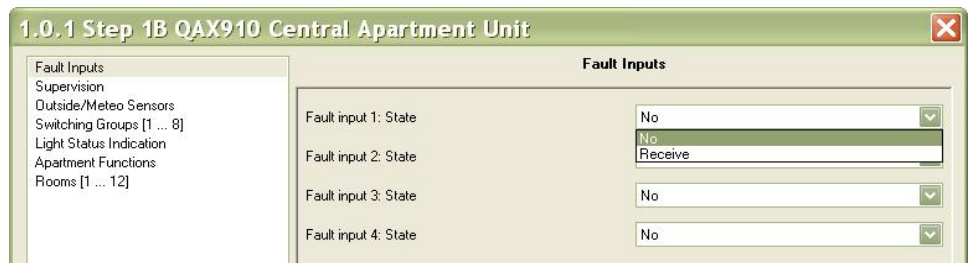 1.0.1 Step 1B QAX910 Central Apartment Unit
Fault Inputs
Supervision
Outside/Meteo Sensors
Switching Groups [1 ... 8]
Light Status Indication
Apartment Functions
Rooms [1 ... 12]
Fault Inputs
Fault input 1: State
No
No
Receive
Fault input 2: State
Fault input 3: State
No
Fault input 4: State
No